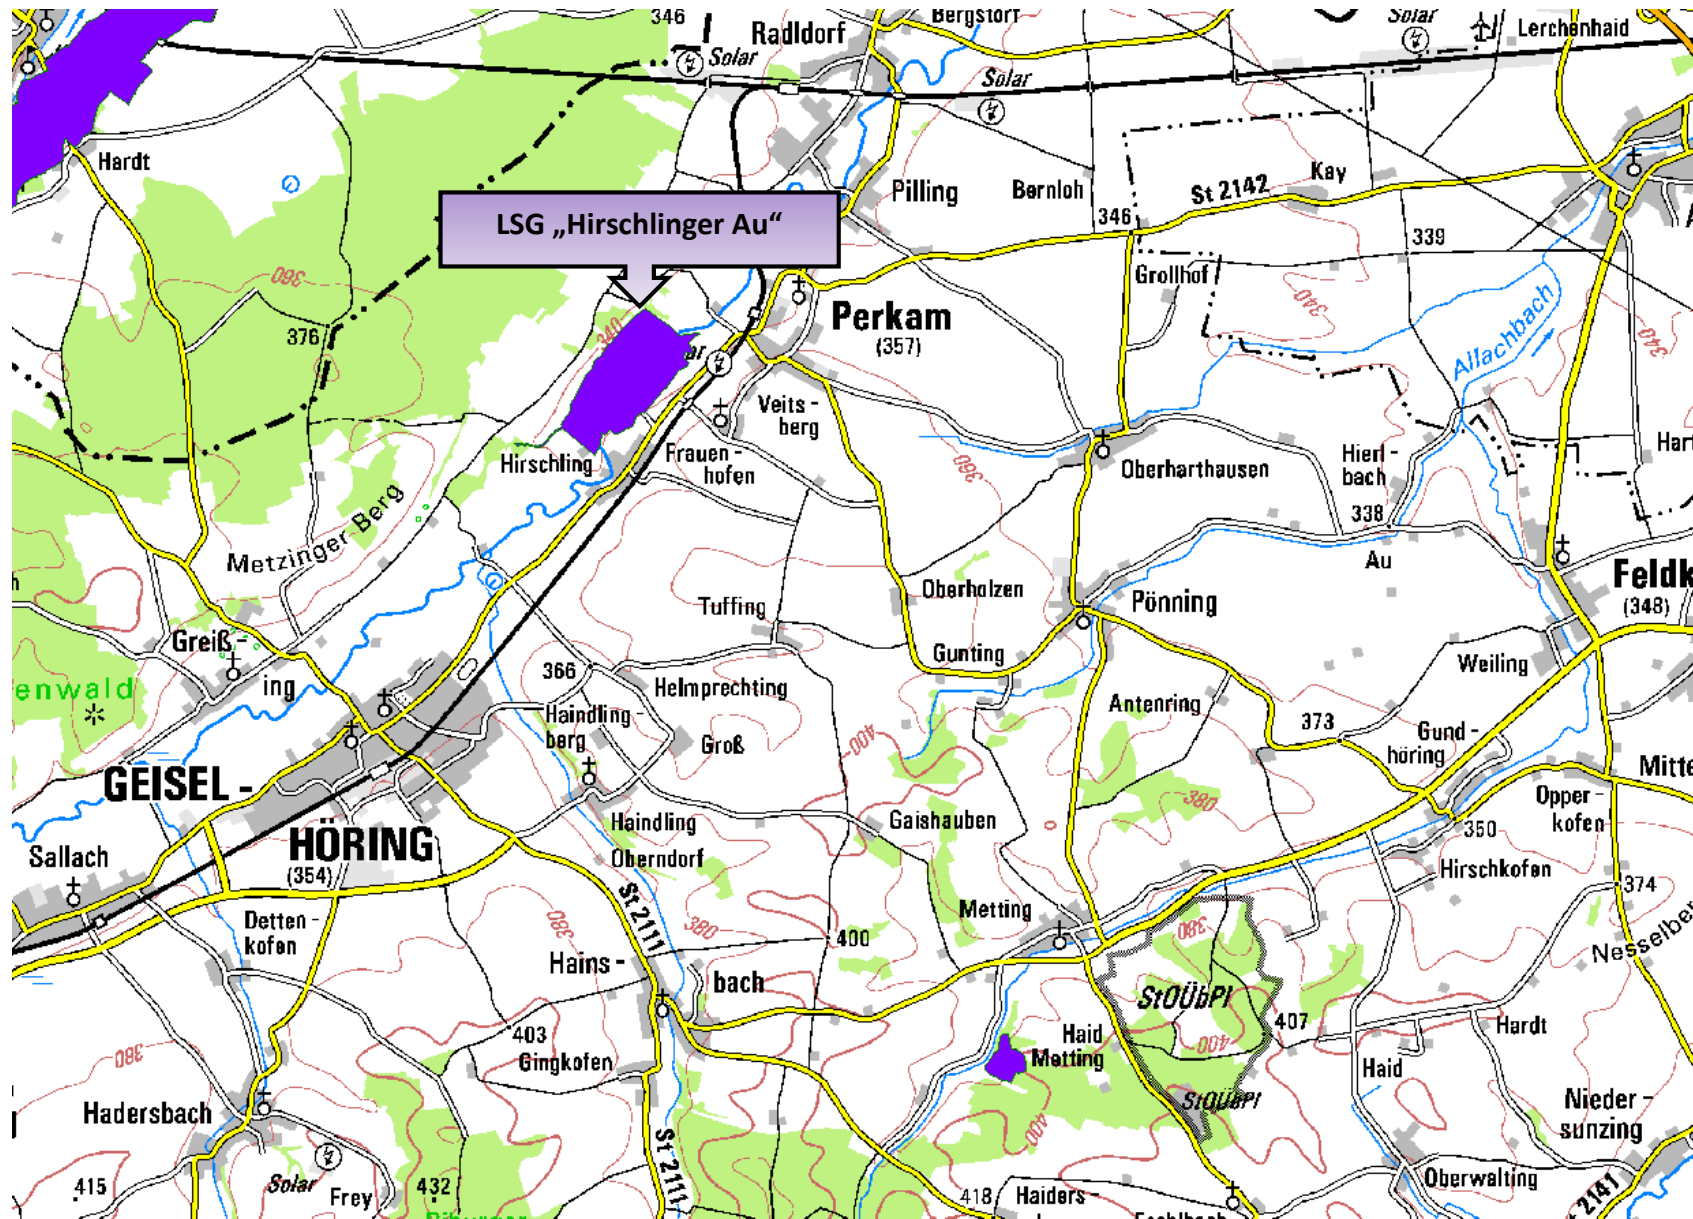 346
Radldorf
Bergstorf
Solar
Solar
Solar
Lerchenhaid
Hardt
Pilling
Bernloh
St 2142
Kay
346
339
LSG „Hirschlinger Au“
360
376
340
Grollhof
340
Allachbach
340
Perkam
(357)
Veits-
berg
Hirschling
Frauen-
hofen
360
Oberharthausen
Hierl-
bach
338
Au
Metzinger Berg
Oberholzen
Tuffing
Pönning
Feldk
(348)
Greiß-
ing
enwald
366
Helmprechting
Gunting
Weiling
Haindling-
berg
Groß
400
Antenring
373
Gund-
höring
Mitte
GEISEL-
HÖRING
(354)
Haindling
Oberndorf
Gaishauben
380
350
Opper-
kofen
Hirschkofen
Sallach
374
Detten-
kofen
380
St 2111
380
400
Metting
380
Nesselber
Hains-
bach
StOÜbPl
407
400
403
Gingkofen
Haid
Metting
Hardt
Haid
380
Hadersbach
StOÜbPl
400
Nieder-
sunzing
Solar
Frey
415
432
St 2111
418
Haiders-
Oberwalting
2141